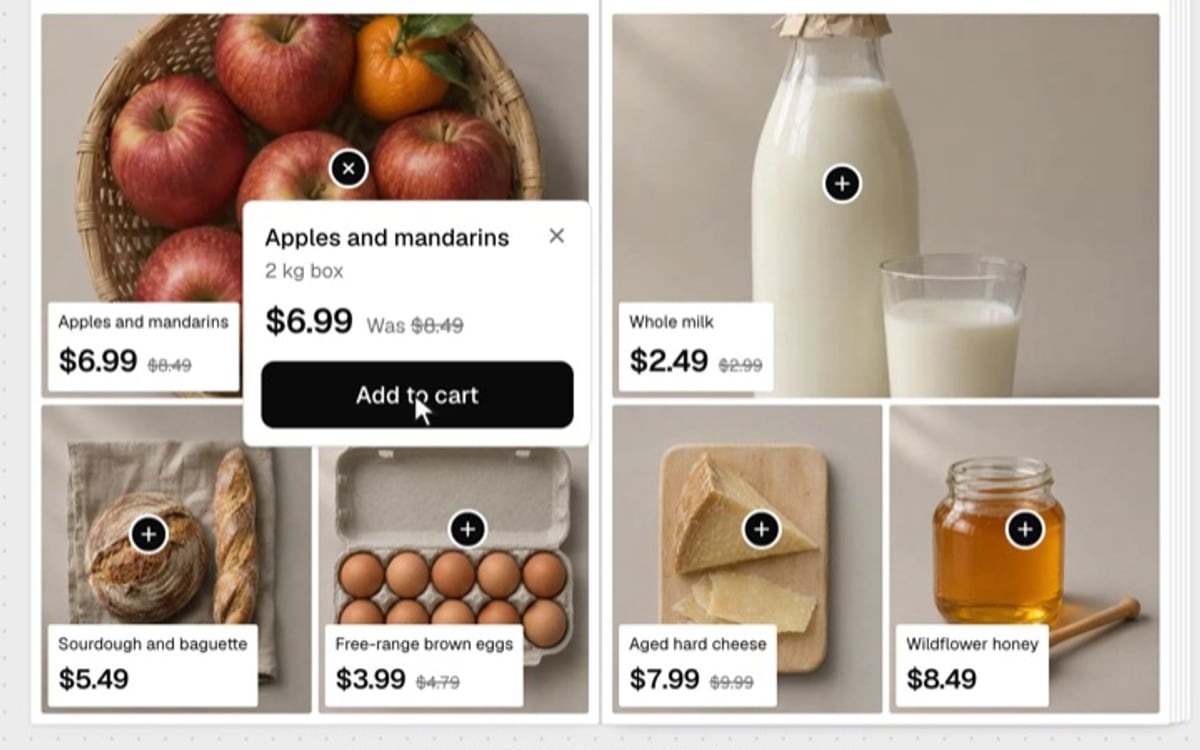 Apples and mandarins
2 kg box
$6.99 Was $8.49
Add to cart
Apples and mandarins
$6.99 $8.49
Whole milk
$2.49 $2.99
Sourdough and baguette
$5.49
Free-range brown eggs
$3.99 $4.79
Aged hard cheese
$7.99 $9.99
Wildflower honey
$8.49